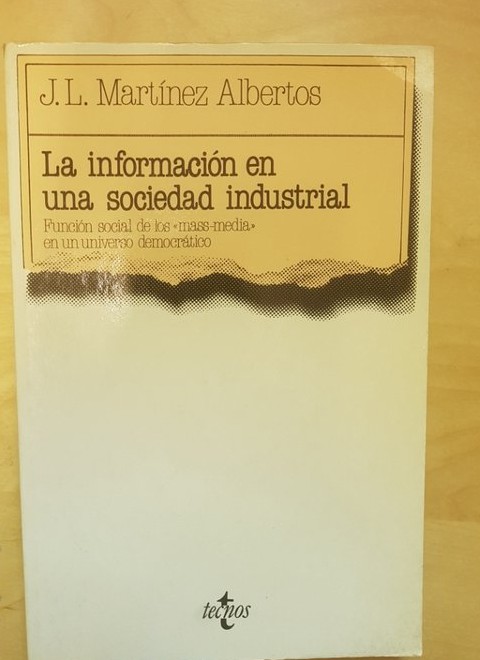 J.L. Martínez Albertos
La información en
una sociedad industrial
Función social de los «mass-media»
en un universo democrático
tecnos